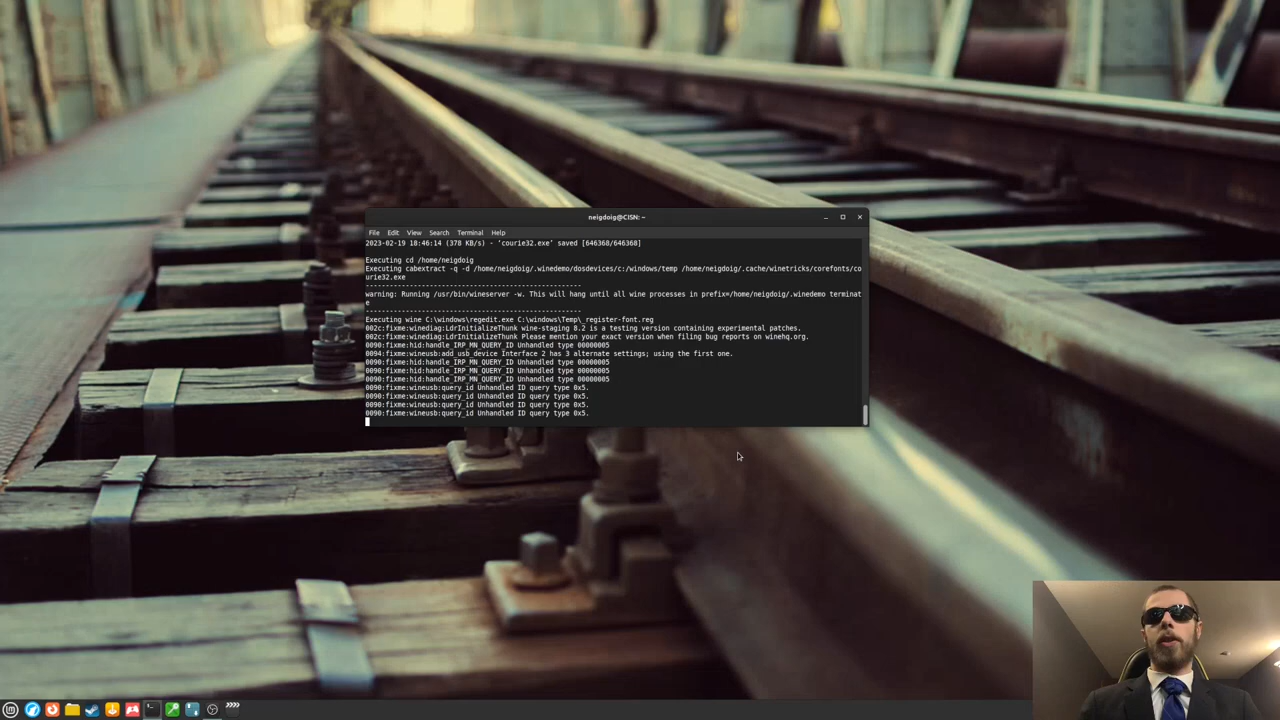 neigdoig@CISN: ~
File Edit View Search Terminal Help
2023-02-19 18:46:14 (378 KB/s) - ‘courie32.exe’ saved [646368/646368]
Executing cd /home/neigdoig
Executing cabextract -q -d /home/neigdoig/.winedemo/dosdevices/c:/windows/temp /home/neigdoig/.cache/winetricks/corefonts/co
urie32.exe
------------------------------------------------------
warning: Running /usr/bin/wineserver -w. This will hang until all wine processes in prefix=/home/neigdoig/.winedemo terminat
e
------------------------------------------------------
Executing wine C:\windows\regedit.exe C:\windows\Temp\_register-font.reg
002c:fixme:winediag:LdrInitializeThunk wine-staging 8.2 is a testing version containing experimental patches.
002c:fixme:winediag:LdrInitializeThunk Please mention your exact version when filing bug reports on winehq.org.
0090:fixme:hid:handle_IRP_MN_QUERY_ID Unhandled type 00000005
0094:fixme:wineusb:add_usb_device Interface 2 has 3 alternate settings; using the first one.
0090:fixme:hid:handle_IRP_MN_QUERY_ID Unhandled type 00000005
0090:fixme:hid:handle_IRP_MN_QUERY_ID Unhandled type 00000005
0090:fixme:hid:handle_IRP_MN_QUERY_ID Unhandled type 00000005
0090:fixme:wineusb:query_id Unhandled ID query type 0x5.
0090:fixme:wineusb:query_id Unhandled ID query type 0x5.
0090:fixme:wineusb:query_id Unhandled ID query type 0x5.
0090:fixme:wineusb:query_id Unhandled ID query type 0x5.